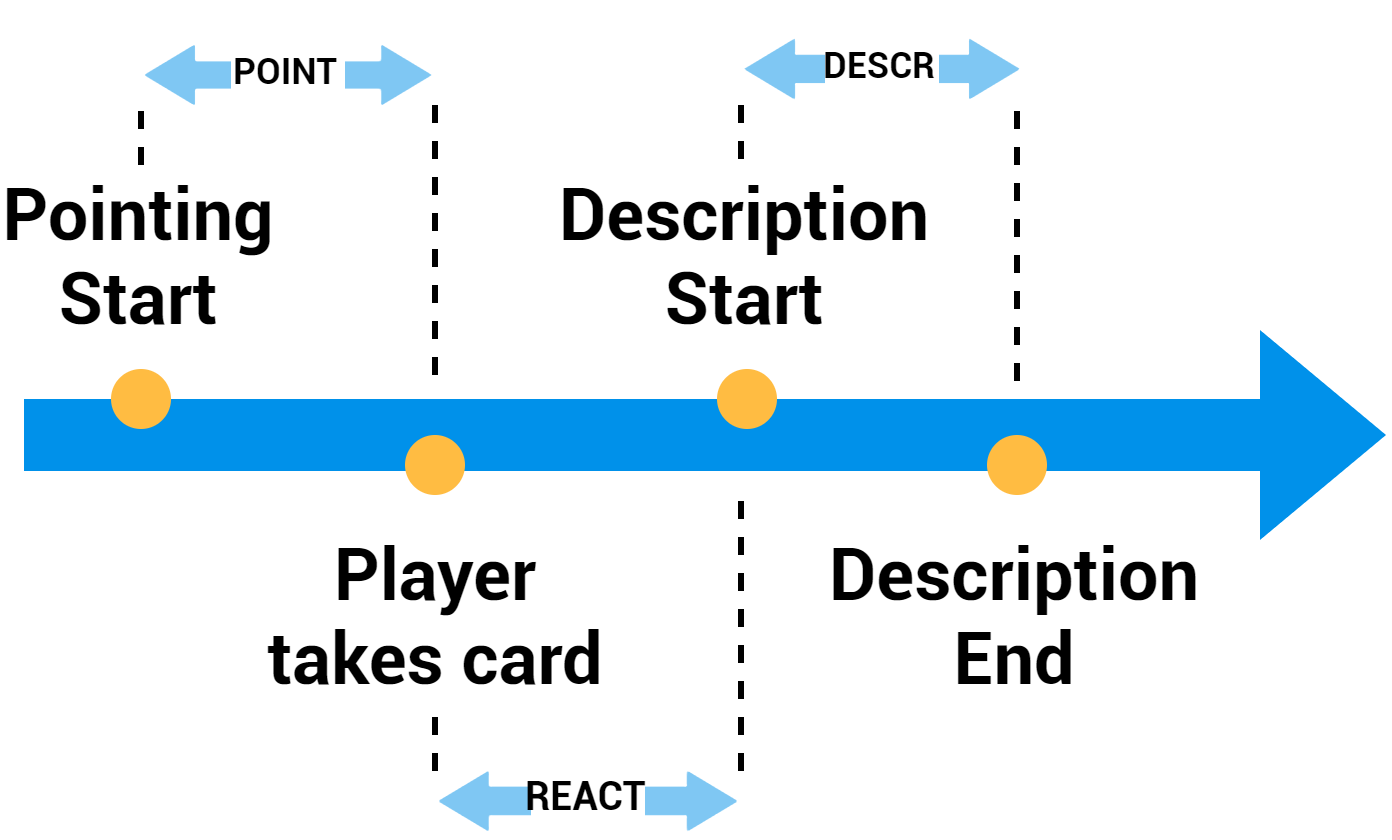 POINT
DESCR
Pointing
Start
Description
Start
Player
takes card
Description
End
REACT